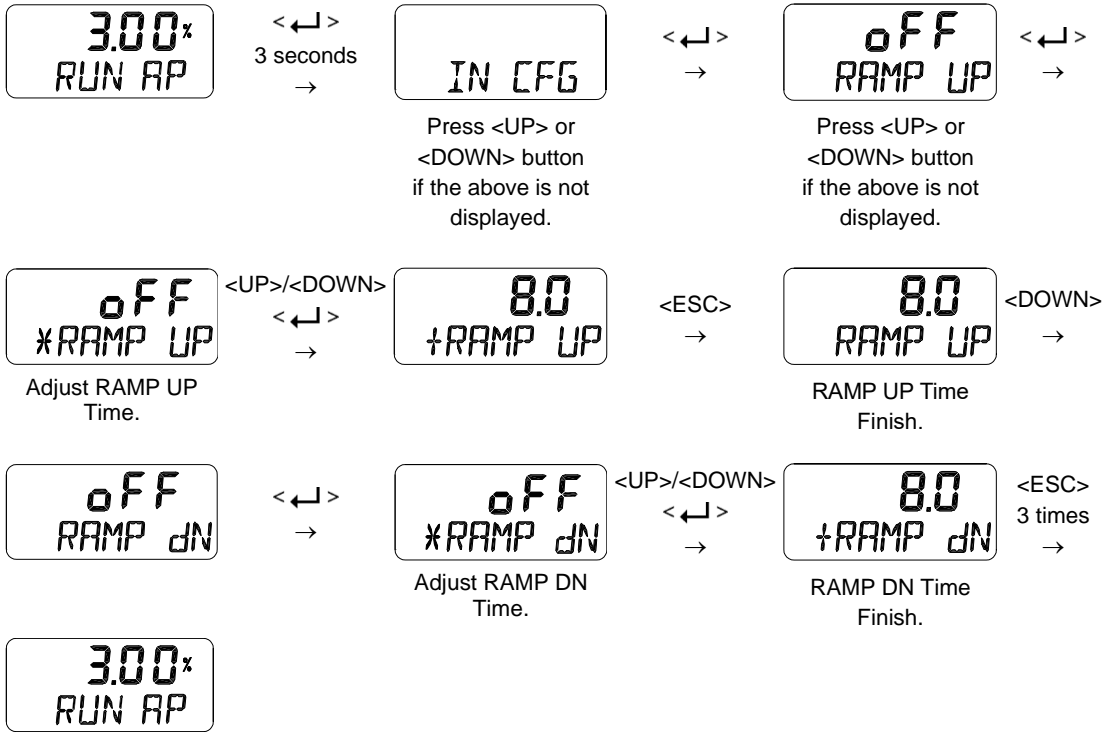 3.00%
RUN AP
< ↵ >
3 seconds
→
IN CFG
Press <UP> or
<DOWN> button
if the above is not
displayed.
< ↵ >
→
oFF
RAMP UP
Press <UP> or
<DOWN> button
if the above is not
displayed.
< ↵ >
→
oFF
*RAMP UP
Adjust RAMP UP
Time.
<UP>/<DOWN>
< ↵ >
→
8.0
+RAMP UP
<ESC>
→
8.0
RAMP UP
RAMP UP Time
Finish.
<DOWN>
→
oFF
RAMP dN
< ↵ >
→
oFF
*RAMP dN
Adjust RAMP DN
Time.
<UP>/<DOWN>
< ↵ >
→
8.0
+RAMP dN
RAMP DN Time
Finish.
<ESC>
3 times
→
3.00%
RUN AP